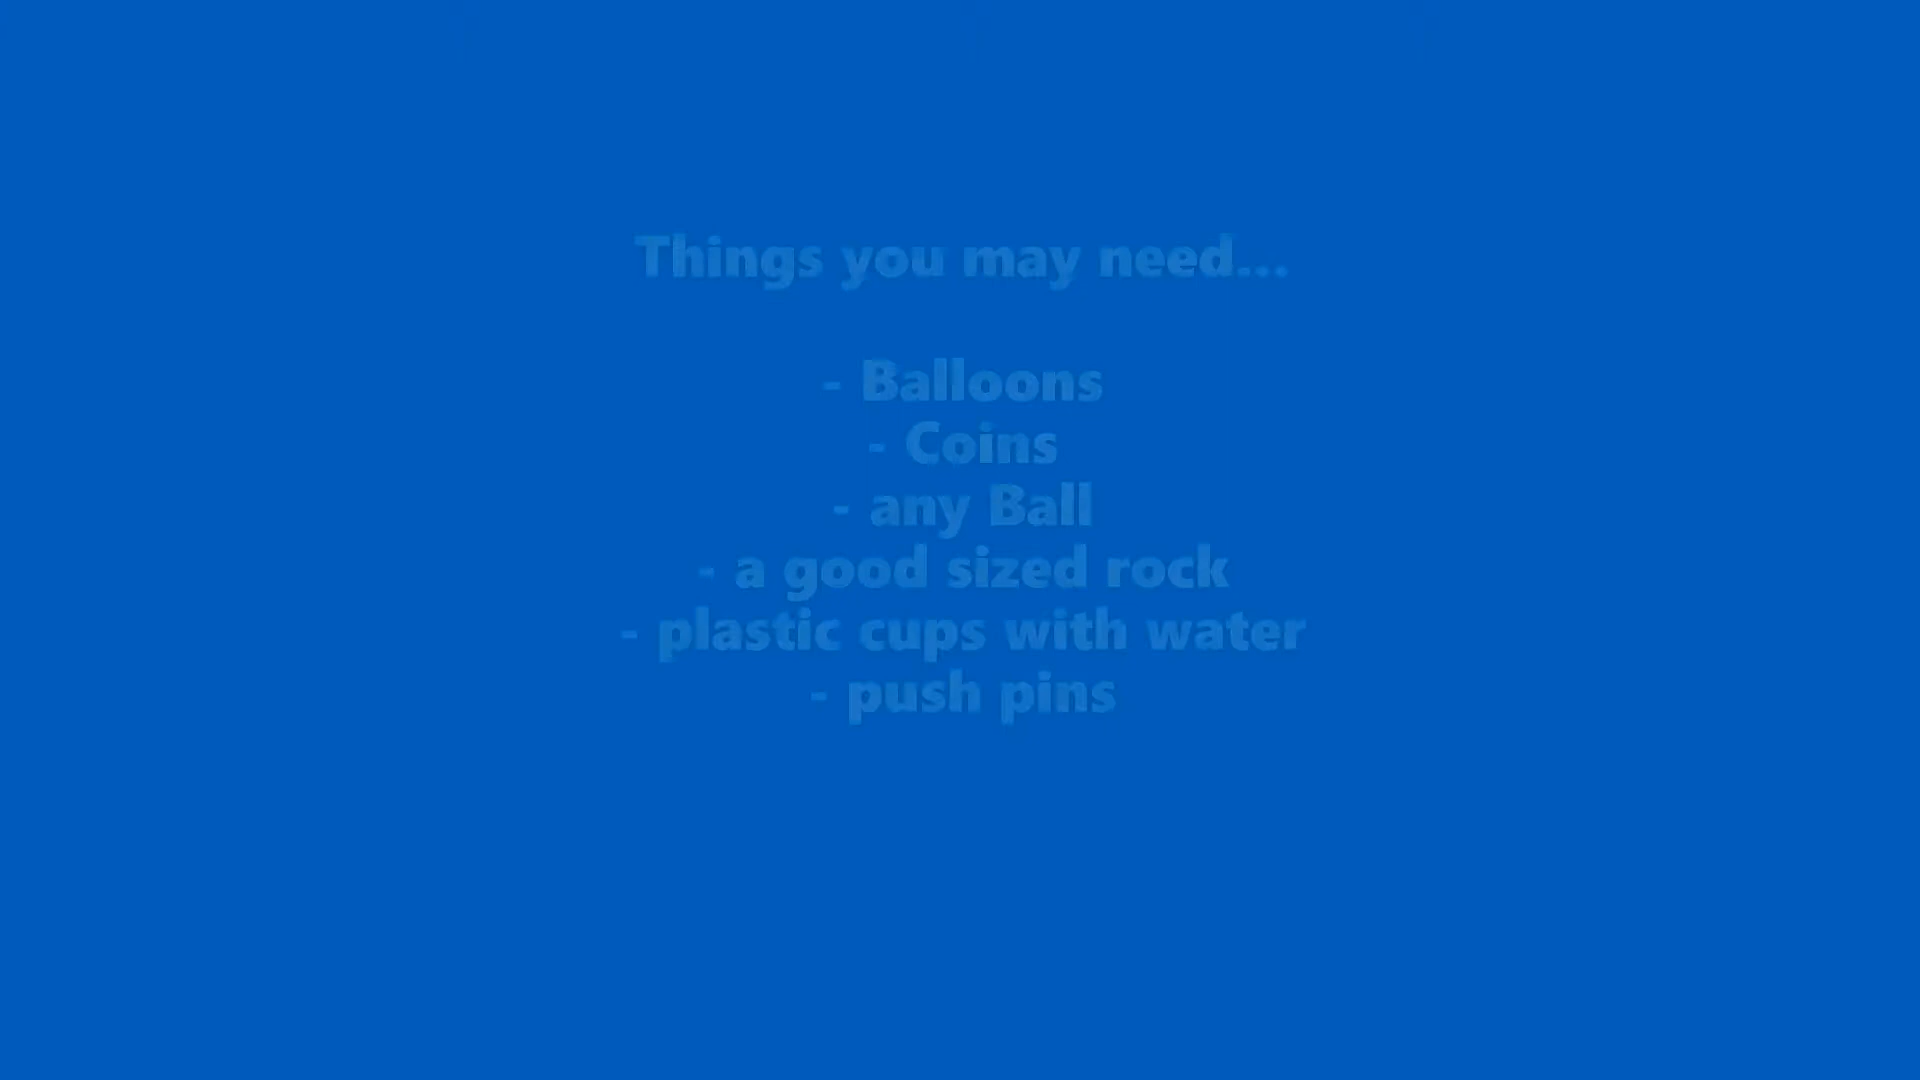 Things you may need...
- Balloons
- Coins
- any Ball
- a good sized rock
- plastic cups with water
- push pins